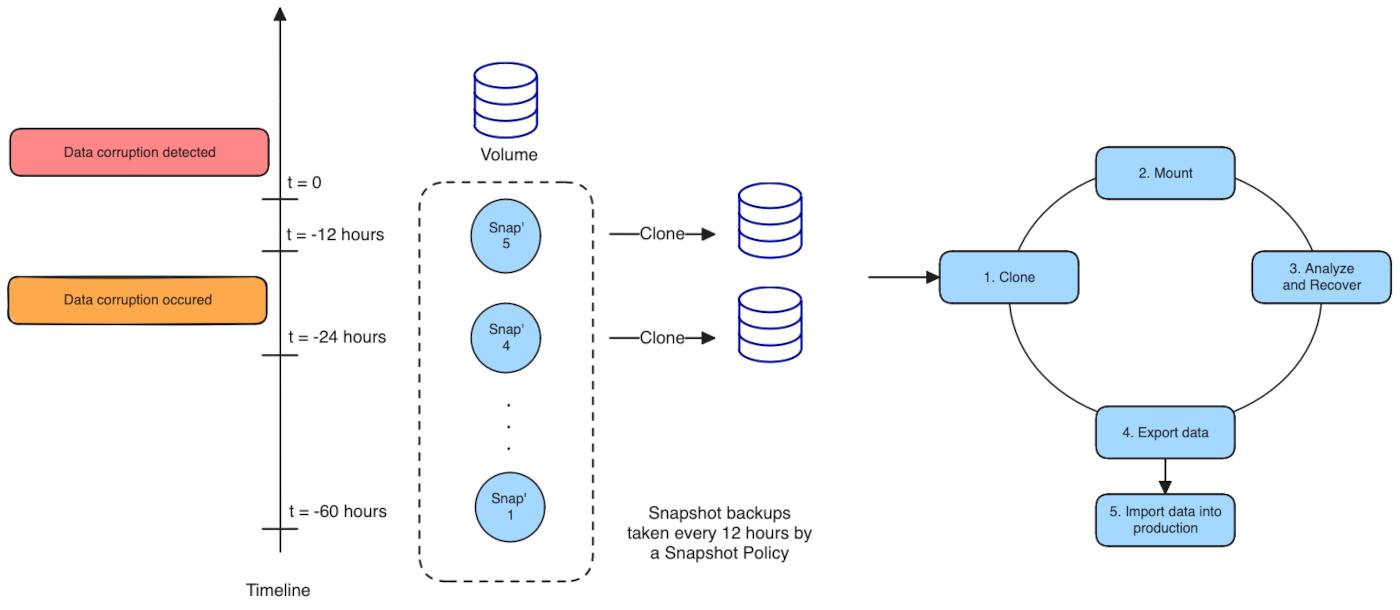 Data corruption detected
t = 0
t = -12 hours
Data corruption occured
t = -24 hours
t = -60 hours
Timeline
Volume
Snap'
5
Snap'
4
.
.
.
Snap'
1
Clone
Clone
Snapshot backups
taken every 12 hours by
a Snapshot Policy
1. Clone
2. Mount
3. Analyze
and Recover
4. Export data
5. Import data into
production